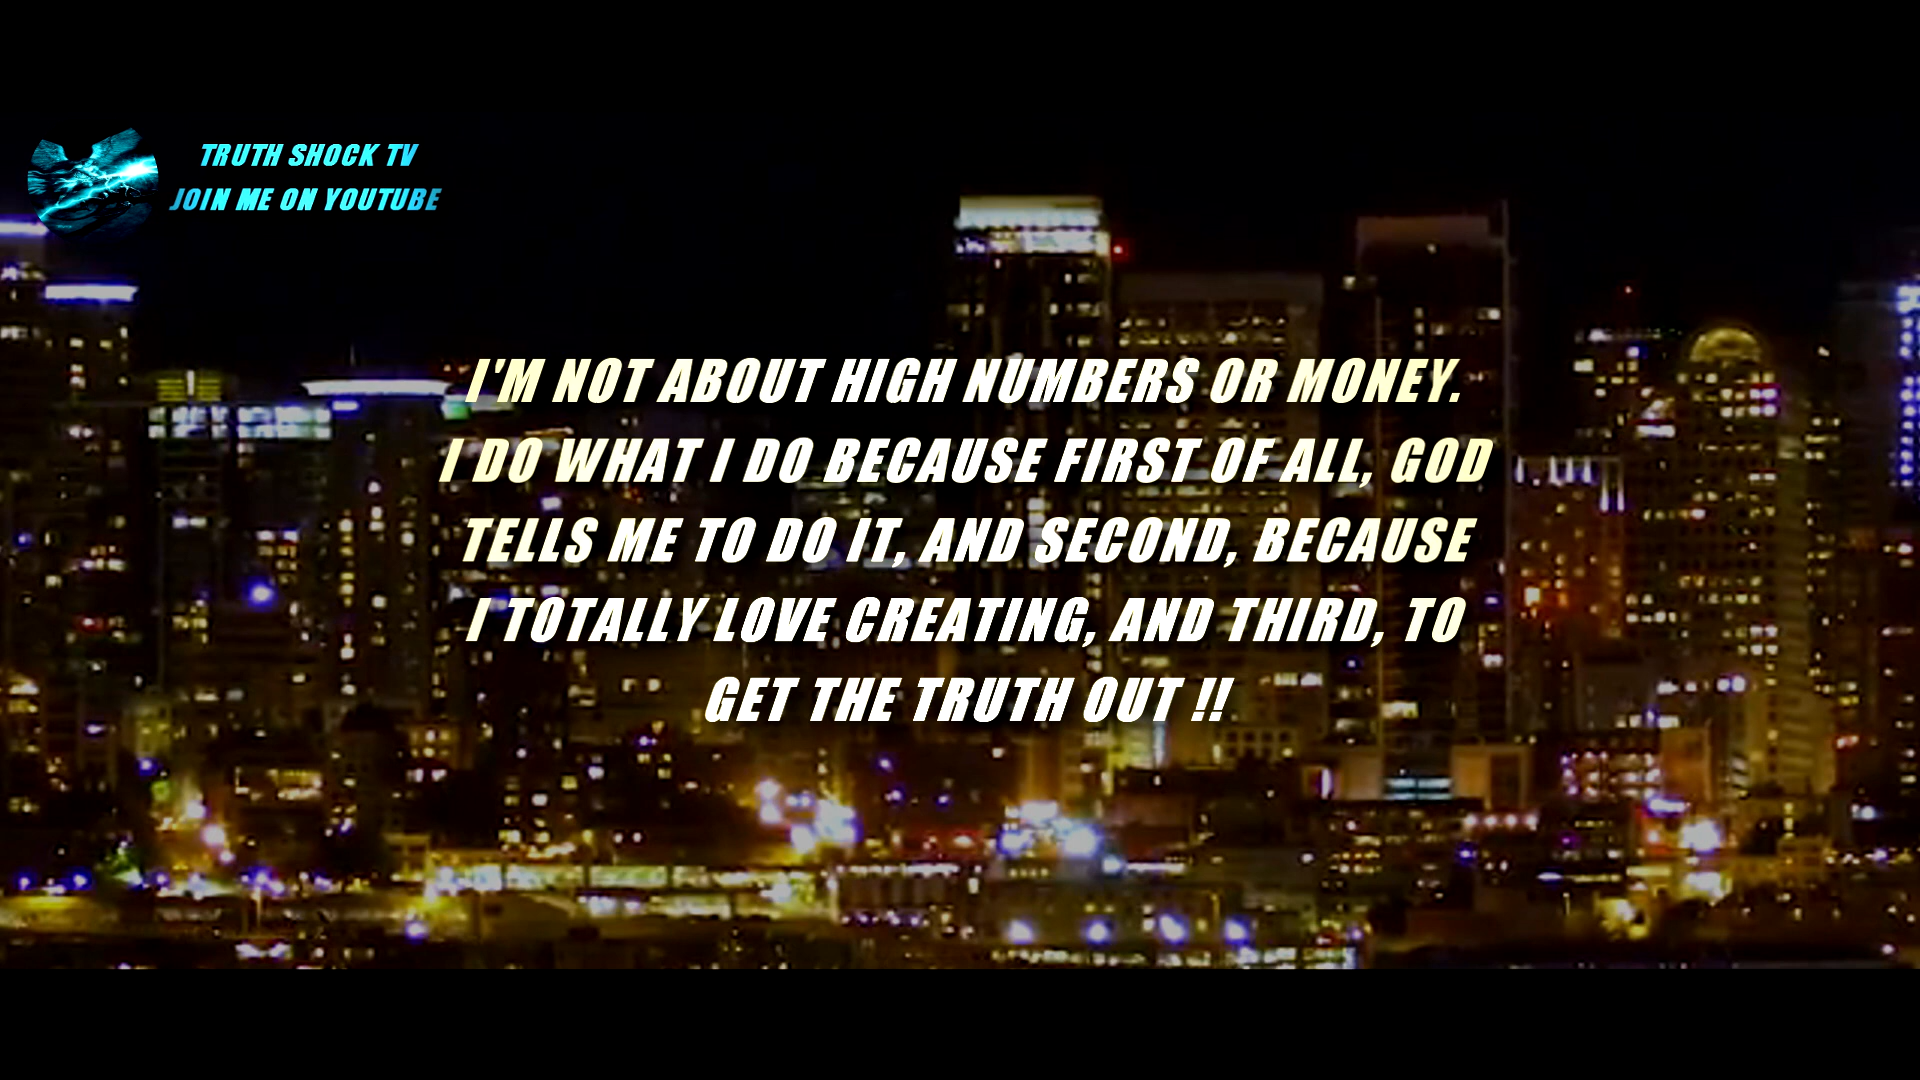 TRUTH SHOCK TV
JOIN ME ON YOUTUBE
I'M NOT ABOUT HIGH NUMBERS OR MONEY.
I DO WHAT I DO BECAUSE FIRST OF ALL, GOD
TELLS ME TO DO IT, AND SECOND, BECAUSE
I TOTALLY LOVE CREATING, AND THIRD, TO
GET THE TRUTH OUT !!